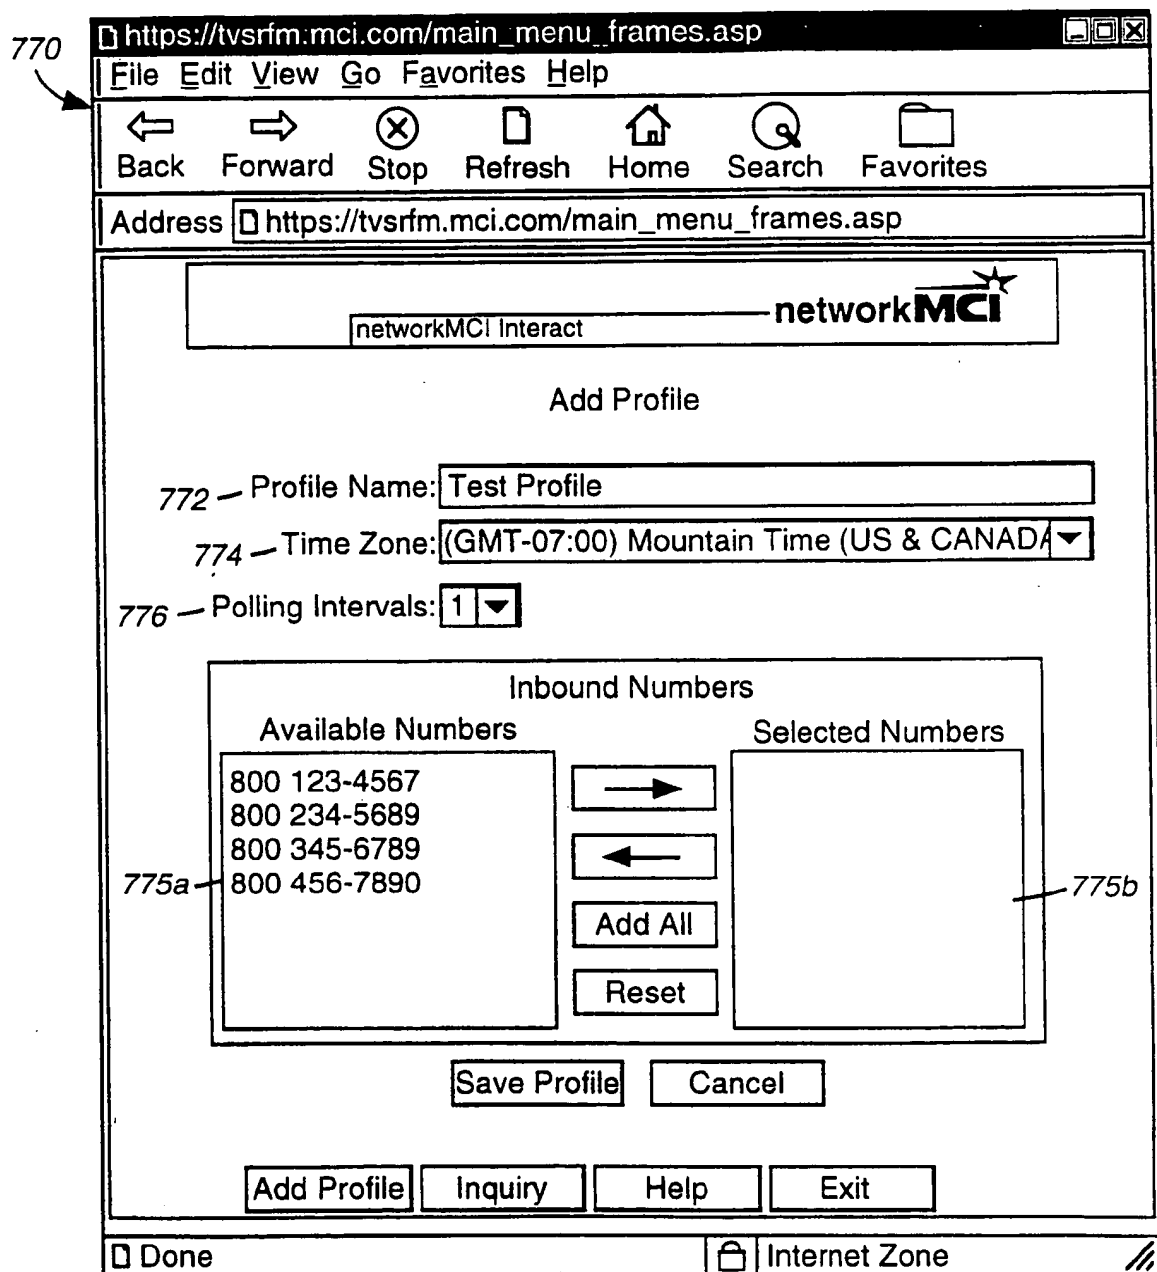 770
https://tvsrfm.mci.com/main_menu_frames.asp
File Edit View Go Favorites Help
Back Forward Stop Refresh Home Search Favorites
Address https://tvsrfm.mci.com/main_menu_frames.asp
networkMCI
networkMCI Interact
Add Profile
772 Profile Name: Test Profile
774 Time Zone: (GMT-07:00) Mountain Time (US & CANADA
776 Polling Intervals: 1
Inbound Numbers
Available Numbers Selected Numbers
800 123-4567
800 234-5689
800 345-6789
775a 800 456-7890 775b
Add All
Reset
Save Profile Cancel
Add Profile Inquiry Help Exit
Done Internet Zone